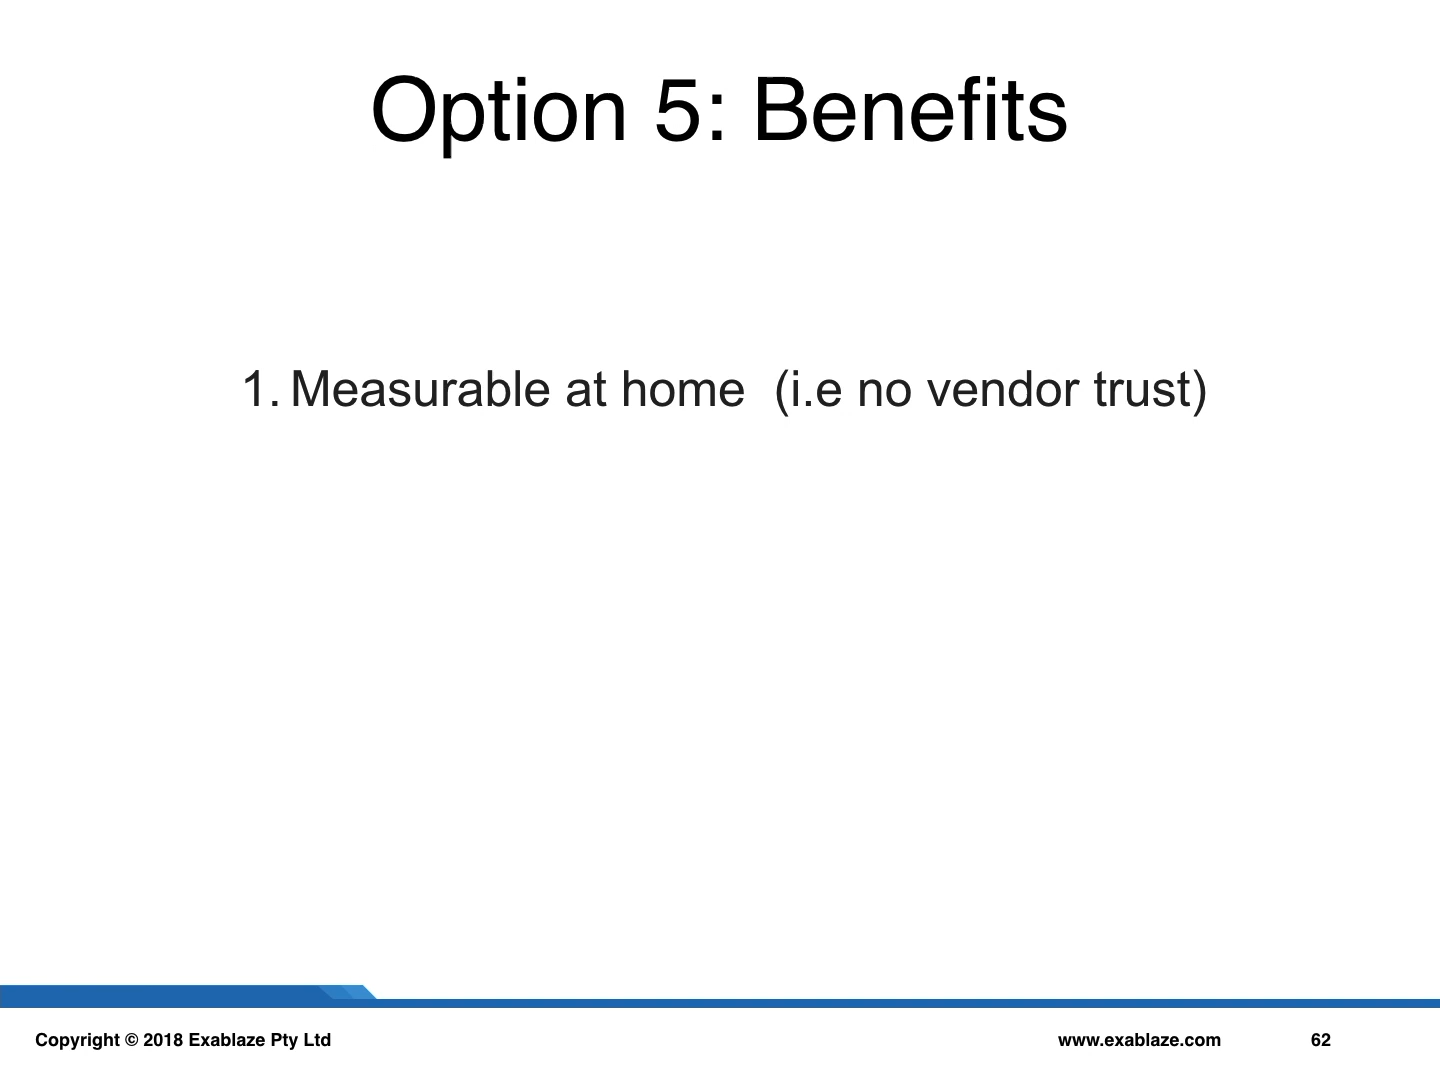 Option 5: Benefits
1. Measurable at home  (i.e no vendor trust)
Copyright © 2018 Exablaze Pty Ltd
www.exablaze.com
62